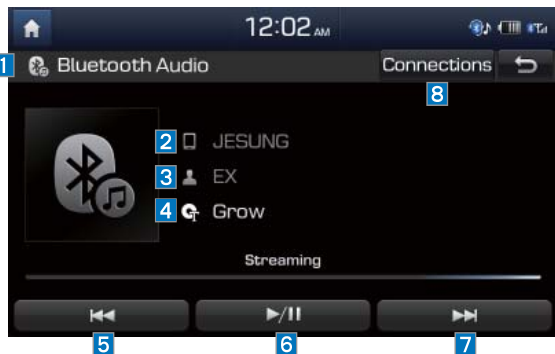 12:02 AM
1 Bluetooth Audio Connections
8
2 JESUNG
3 EX
4 Grow
Streaming
5 6 7